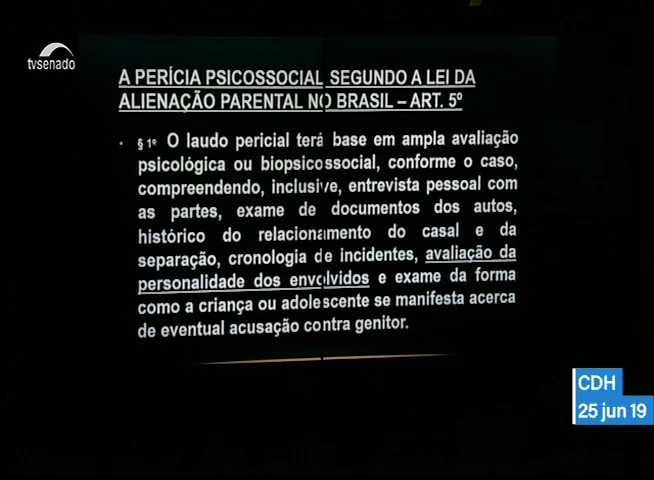 tvsenado
A PERÍCIA PSICOSSOCIAL SEGUNDO A LEI DA
ALIENAÇÃO PARENTAL NO BRASIL – ART. 5º
• § 1º O laudo pericial terá base em ampla avaliação
psicológica ou biopsicossocial, conforme o caso,
compreendendo, inclusive, entrevista pessoal com
as partes, exame de documentos dos autos,
histórico do relacionamento do casal e da
separação, cronologia de incidentes, avaliação da
personalidade dos envolvidos e exame da forma
como a criança ou adolescente se manifesta acerca
de eventual acusação contra genitor.
CDH
25 jun 19